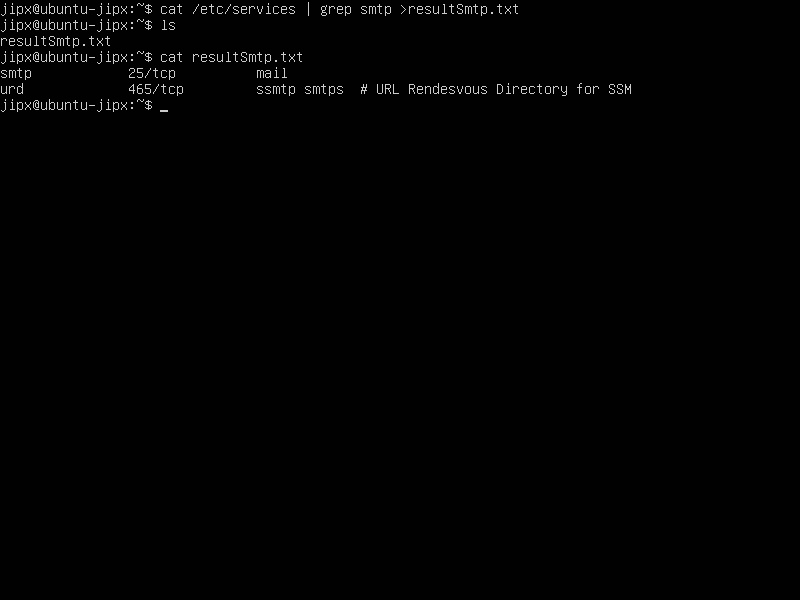 jipx@ubuntu-jipx:~$ cat /etc/services | grep smtp >resultSmtp.txt
jipx@ubuntu-jipx:~$ ls
resultSmtp.txt
jipx@ubuntu-jipx:~$ cat resultSmtp.txt
smtp            25/tcp          mail
urd             465/tcp         ssmtp smtps  # URL Rendesvous Directory for SSM
jipx@ubuntu-jipx:~$ _